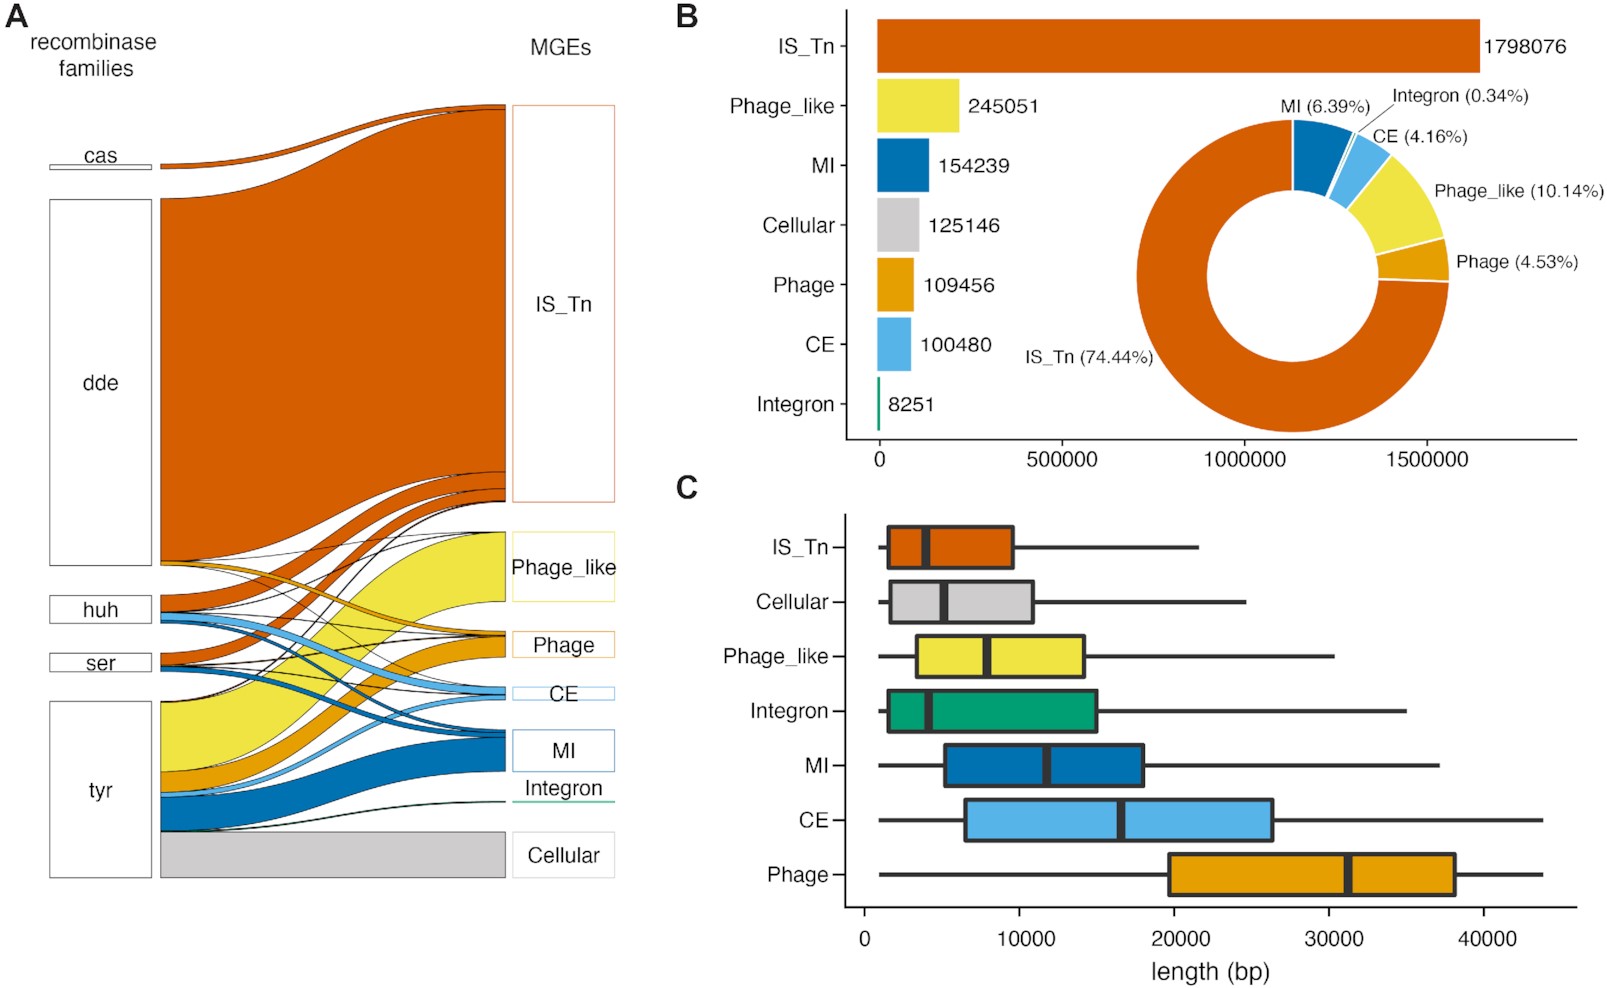 A
recombinase
families
MGEs
cas
dde
huh
ser
tyr
IS_Tn
Phage_like
Phage
CE
MI
Integron
Cellular
B
IS_Tn
1798076
Phage_like
245051
MI
154239
Cellular
125146
Phage
109456
CE
100480
Integron
8251
0
500000
1000000
1500000
MI (6.39%)
Integron (0.34%)
CE (4.16%)
Phage_like (10.14%)
Phage (4.53%)
IS_Tn (74.44%)
C
IS_Tn
Cellular
Phage_like
Integron
MI
CE
Phage
0
10000
20000
30000
40000
length (bp)